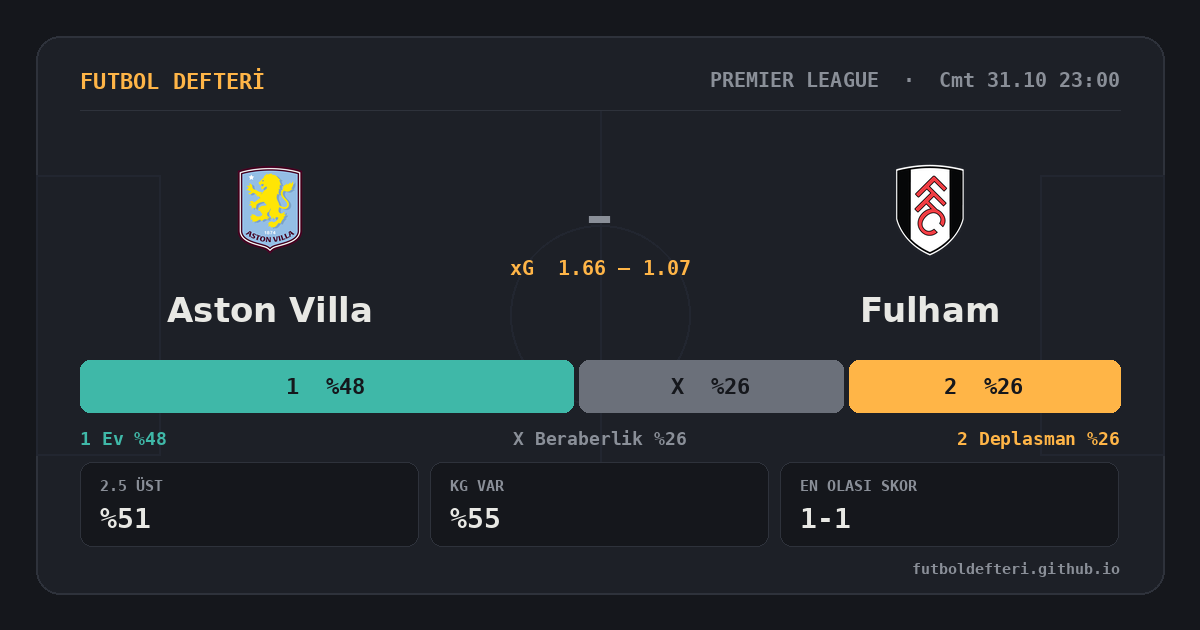 FUTBOL DEFTERİ
PREMIER LEAGUE · Cmt 31.10 23:00
ASTON VILLA
–
xG 1.66 – 1.07
Aston Villa
Fulham
1 %48
X %26
2 %26
1 Ev %48
X Beraberlik %26
2 Deplasman %26
2.5 ÜST
KG VAR
EN OLASI SKOR
%51
%55
1-1
futboldefteri.github.io